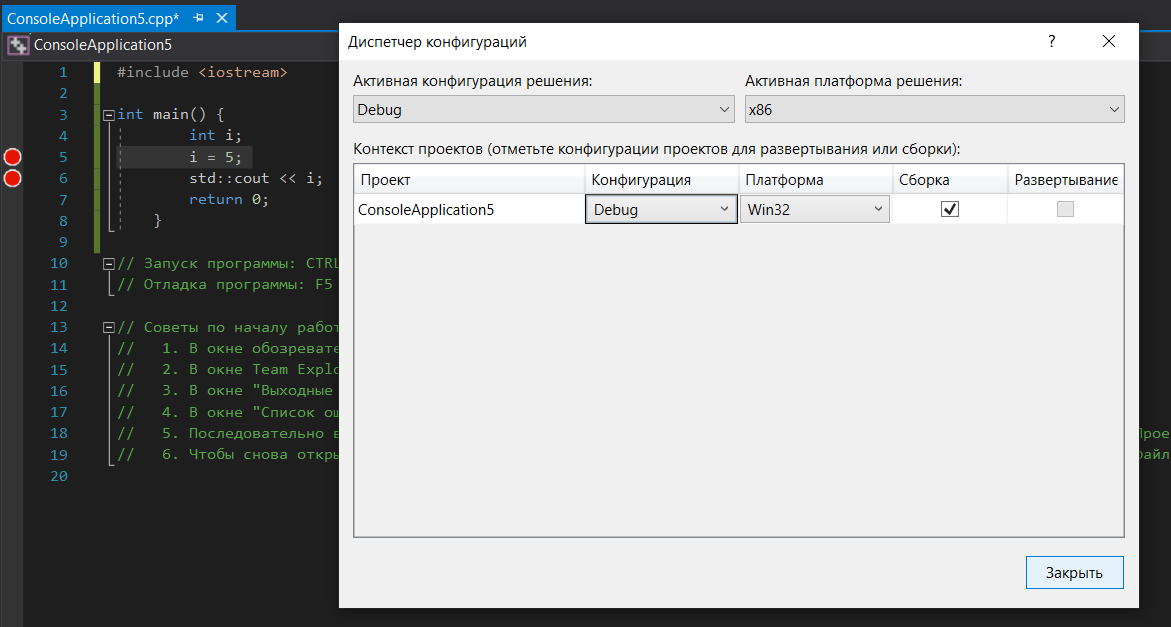 ConsoleApplication5.cpp*
ConsoleApplication5
1 #include <iostream>
2
3 int main() {
4 int i;
5 i = 5;
6 std::cout << i;
7 return 0;
8 }
9
10 // Запуск программы: CTRL
11 // Отладка программы: F5
12
13 // Советы по началу работ
14 // 1. В окне обозревате
15 // 2. В окне Team Explo
16 // 3. В окне "Выходные
17 // 4. В окне "Список ош
18 // 5. Последовательно в
19 // 6. Чтобы снова откры
20
Диспетчер конфигураций
?
Активная конфигурация решения: Активная платформа решения:
Debug x86
Контекст проектов (отметьте конфигурации проектов для развертывания или сборки):
Проект Конфигурация Платформа Сборка Развертывание
ConsoleApplication5 Debug Win32
Закрыть